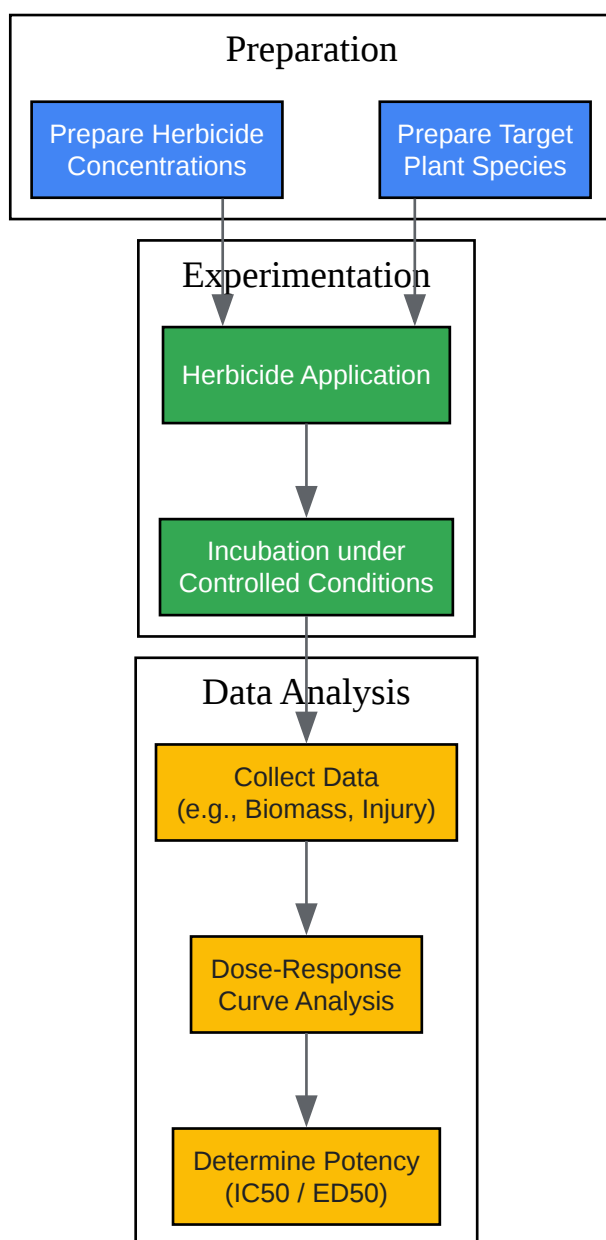 Preparation
Prepare Herbicide
Concentrations
Prepare Target
Plant Species
Experimentation
Herbicide Application
Incubation under
Controlled Conditions
Data Analysis
Collect Data
(e.g., Biomass, Injury)
Dose-Response
Curve Analysis
Determine Potency
(IC50 / ED50)